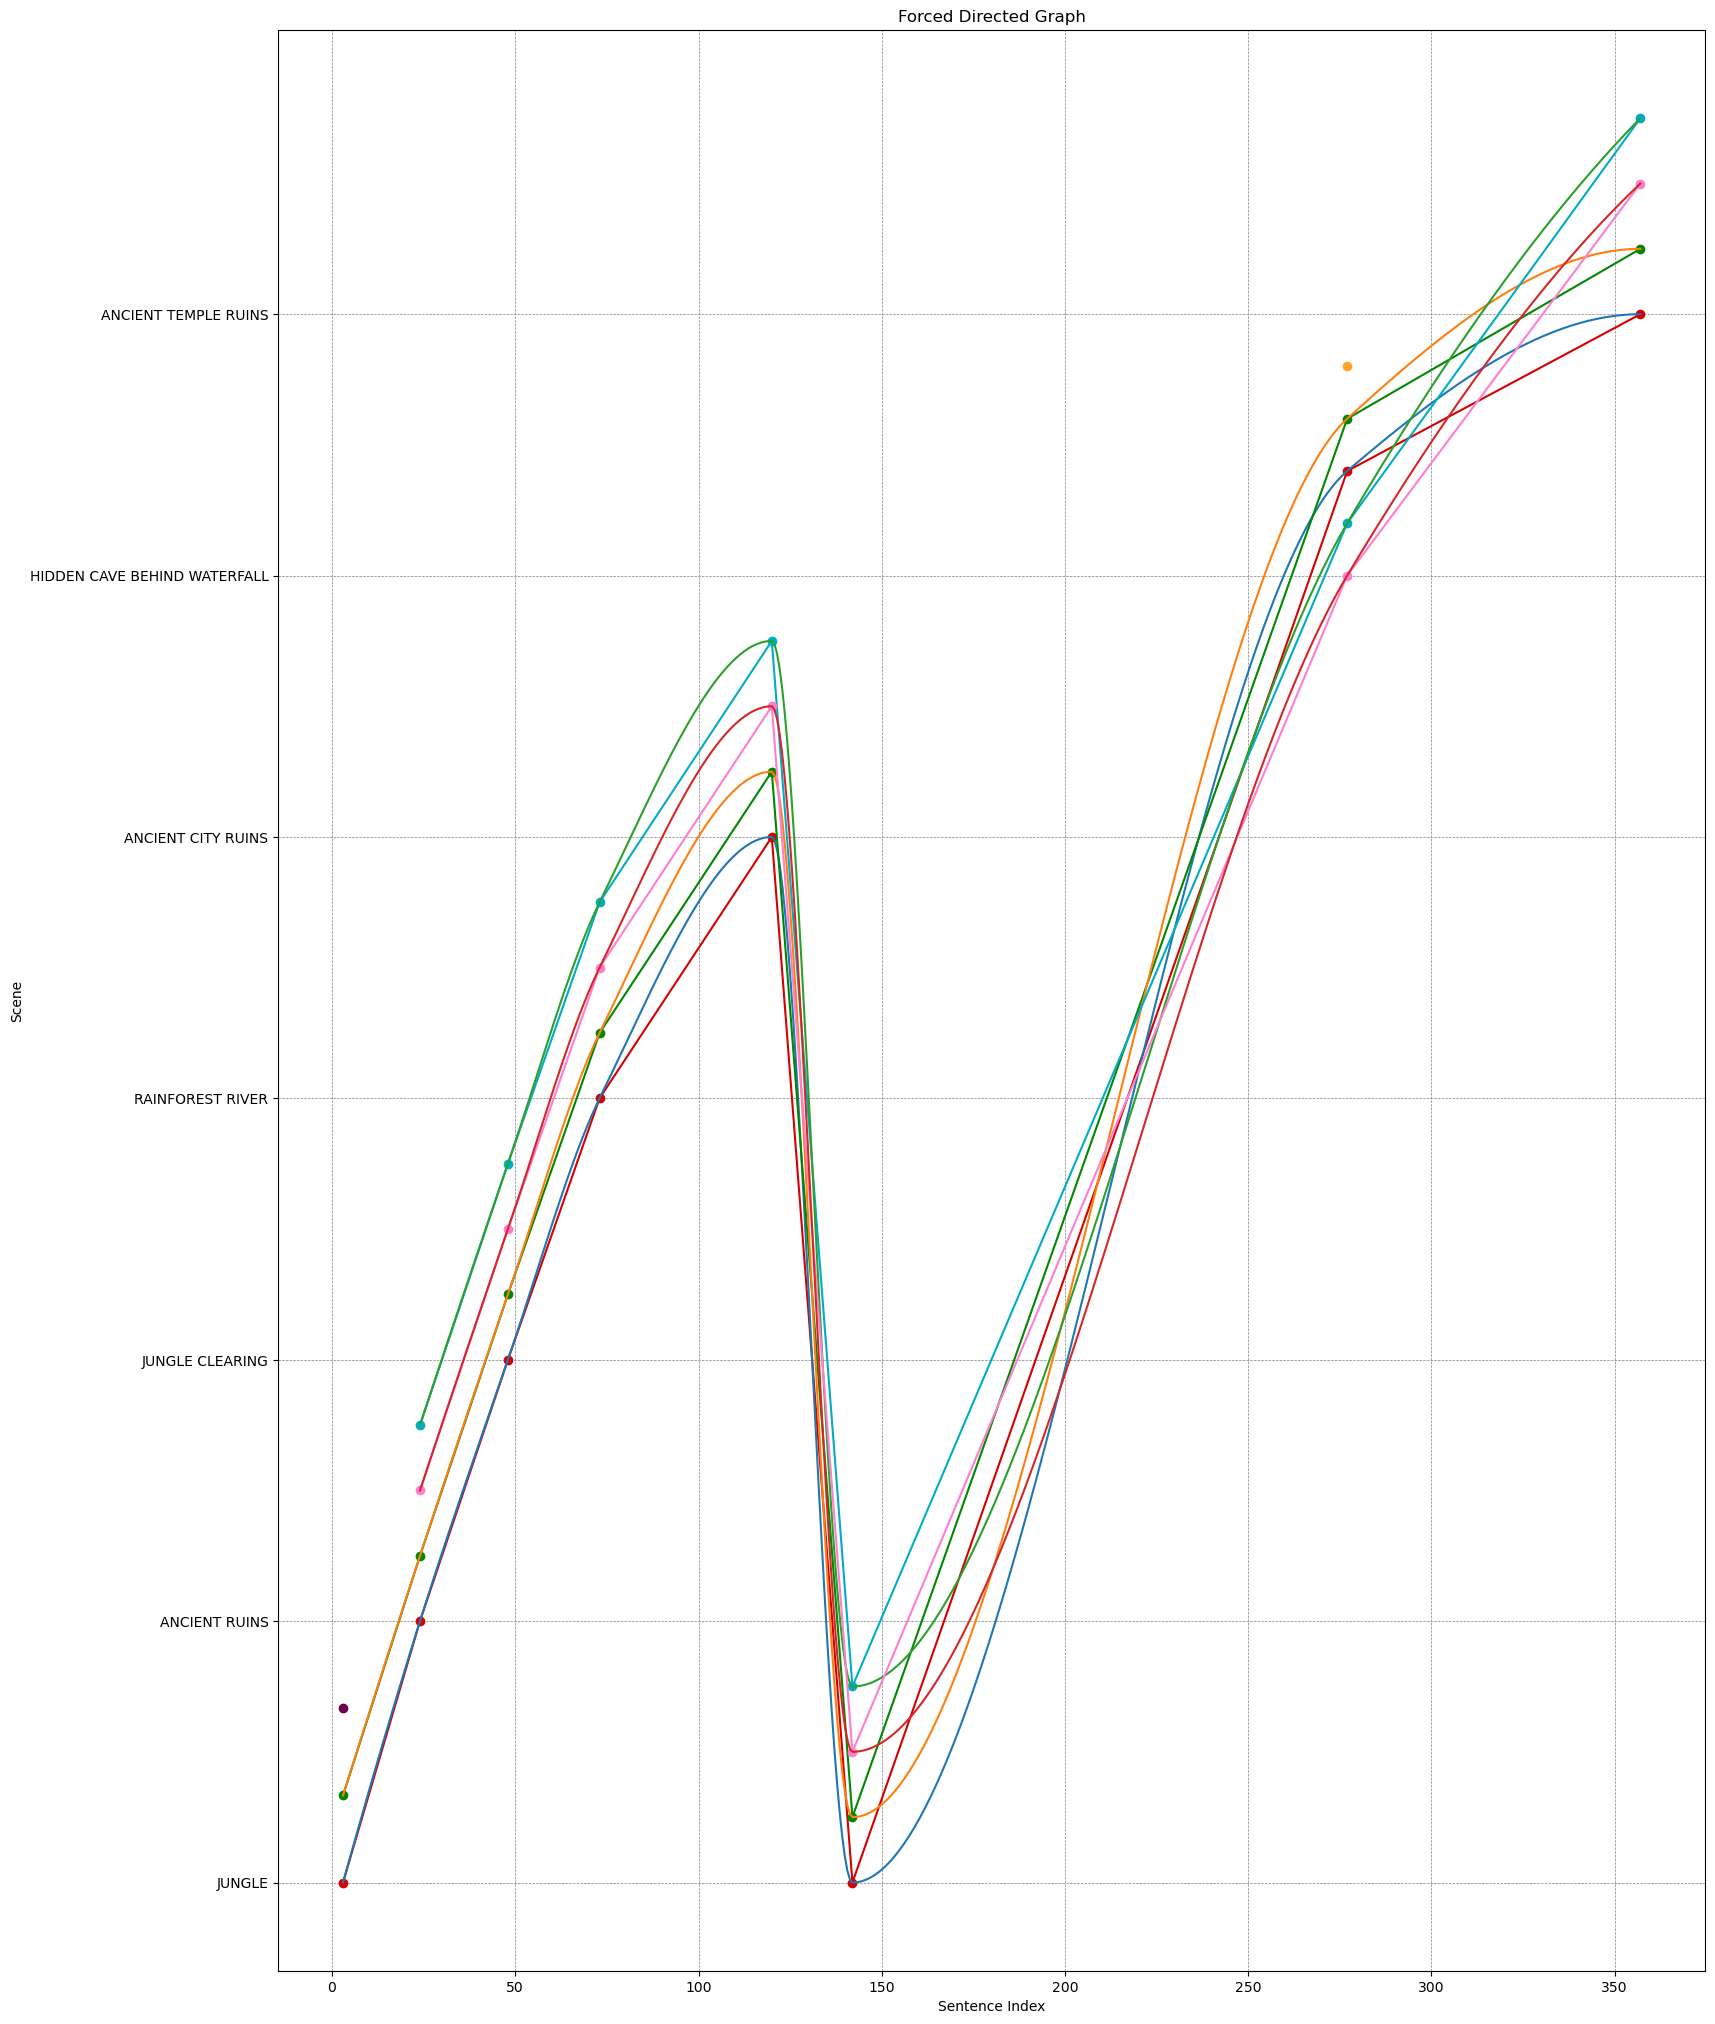 Forced Directed Graph
ANCIENT TEMPLE RUINS
HIDDEN CAVE BEHIND WATERFALL
ANCIENT CITY RUINS
Scene
RAINFOREST RIVER
JUNGLE CLEARING
ANCIENT RUINS
JUNGLE
0 50 100 150 200 250 300 350
Sentence Index